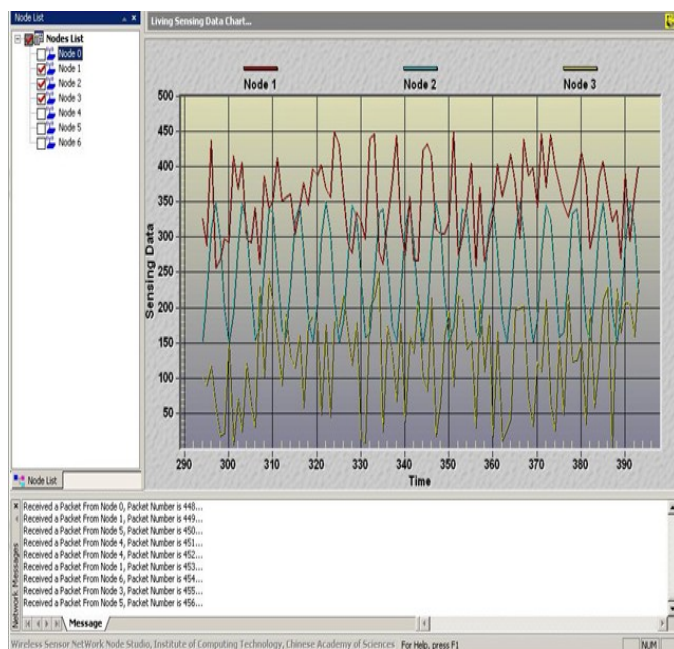 Node List
Nodes List
Node 0
Node 1
Node 2
Node 3
Node 4
Node 5
Node 6
Node List
Living Sensing Data Chart...
Node 1 Node 2 Node 3
500
450
400
350
300
250
200
150
100
50
Sensing Data
290 300 310 320 330 340 350 360 370 380 390
Time
Network Messages
Received a Packet From Node 0, Packet Number is 448...
Received a Packet From Node 1, Packet Number is 449...
Received a Packet From Node 5, Packet Number is 450...
Received a Packet From Node 4, Packet Number is 451...
Received a Packet From Node 4, Packet Number is 452...
Received a Packet From Node 1, Packet Number is 453...
Received a Packet From Node 6, Packet Number is 454...
Received a Packet From Node 3, Packet Number is 455...
Received a Packet From Node 5, Packet Number is 456...
Message
Wireless Sensor NetWork Node Studio, Institute of Computing Technology, Chinese Academy of Sciences For Help, press F1 NUM